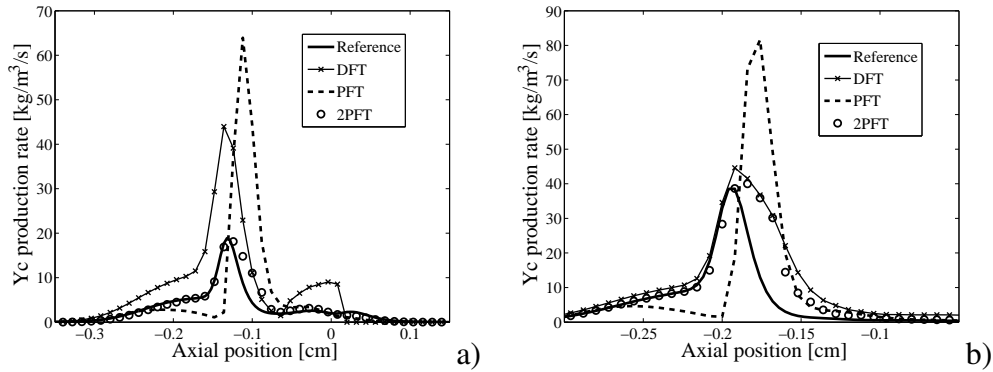 70
60
50
40
30
20
10
0
Yc production rate [kg/m³/s]
−0.3
−0.2
−0.1
0
0.1
Axial position [cm]
Reference
DFT
PFT
2PFT
a)
90
80
70
60
50
40
30
20
10
0
Yc production rate [kg/m³/s]
−0.25
−0.2
−0.15
−0.1
Axial position [cm]
Reference
DFT
PFT
2PFT
b)